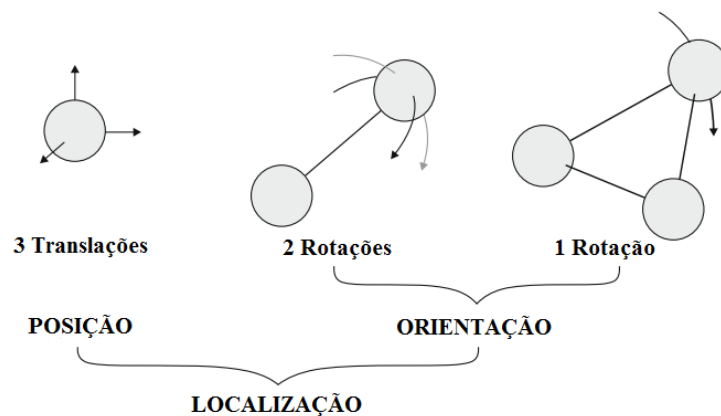 3 Translações
2 Rotações
1 Rotação
POSIÇÃO
ORIENTAÇÃO
LOCALIZAÇÃO